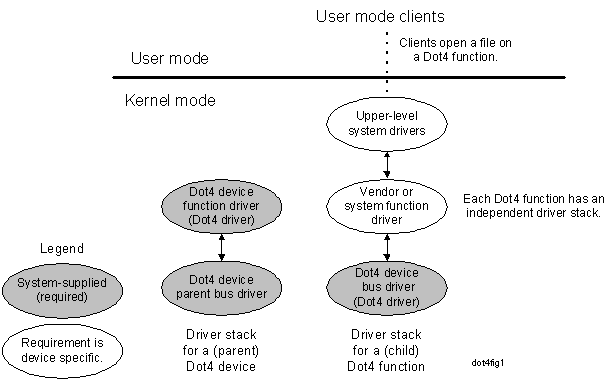 User mode clients
Clients open a file on
a Dot4 function.
User mode
Kernel mode
Upper-level
system drivers
Dot4 device
function driver
(Dot4 driver)
Vendor or
system function
driver
Each Dot4 function has an
independent driver stack.
Legend
System-supplied
(required)
Dot4 device
parent bus driver
Dot4 device
bus driver
(Dot4 driver)
Requirement is
device specific.
Driver stack
for a (parent)
Dot4 device
Driver stack
for a (child)
Dot4 function
dot4fig1